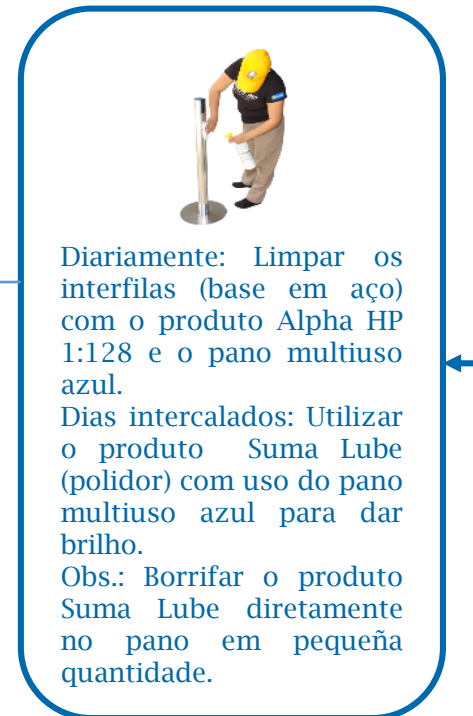 Diariamente: Limpar os
interfilas (base em aço)
com o produto Alpha HP
1:128 e o pano multiuso
azul.
Dias intercalados: Utilizar
o produto Suma Lube
(polidor) com uso do pano
multiuso azul para dar
brilho.
Obs.: Borrifar o produto
Suma Lube diretamente
no pano em pequeña
quantidade.